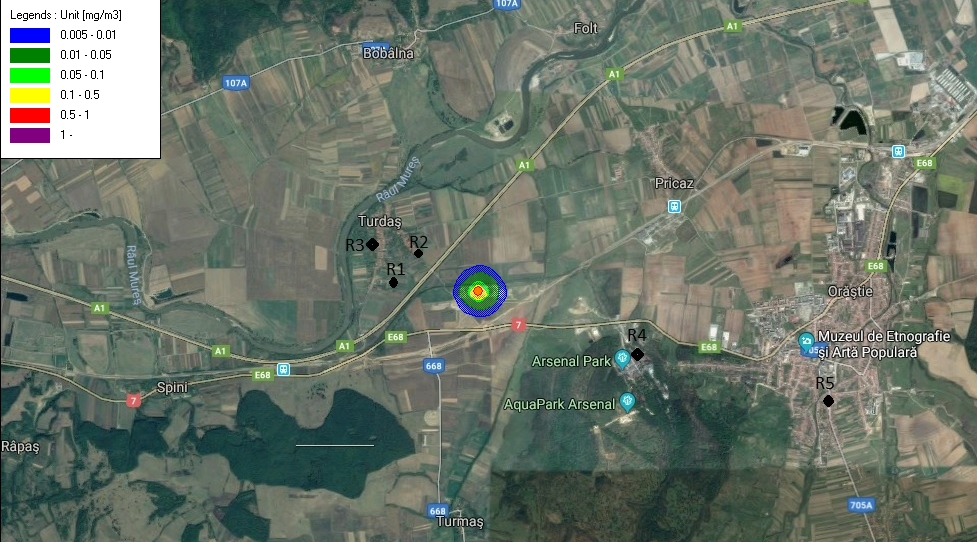 Legends : Unit [mg/m3]
0.005 - 0.01
0.01 - 0.05
0.05 - 0.1
0.1 - 0.5
0.5 - 1
1 -
107A
Folt
A1
Bobâlna
107A
A1
A1
E68
Râul Mureș
Pricaz
Turdaș
R3
R2
R1
Râul Mureș
E68
Orăștie
A1
7
E68
A1
A1
R4
E68
Muzeul de Etnografie
și Artă Populară
Arsenal Park
668
E68
Spini
R5
7
AquaPark Arsenal
Râpaș
705A
668
Turmaș